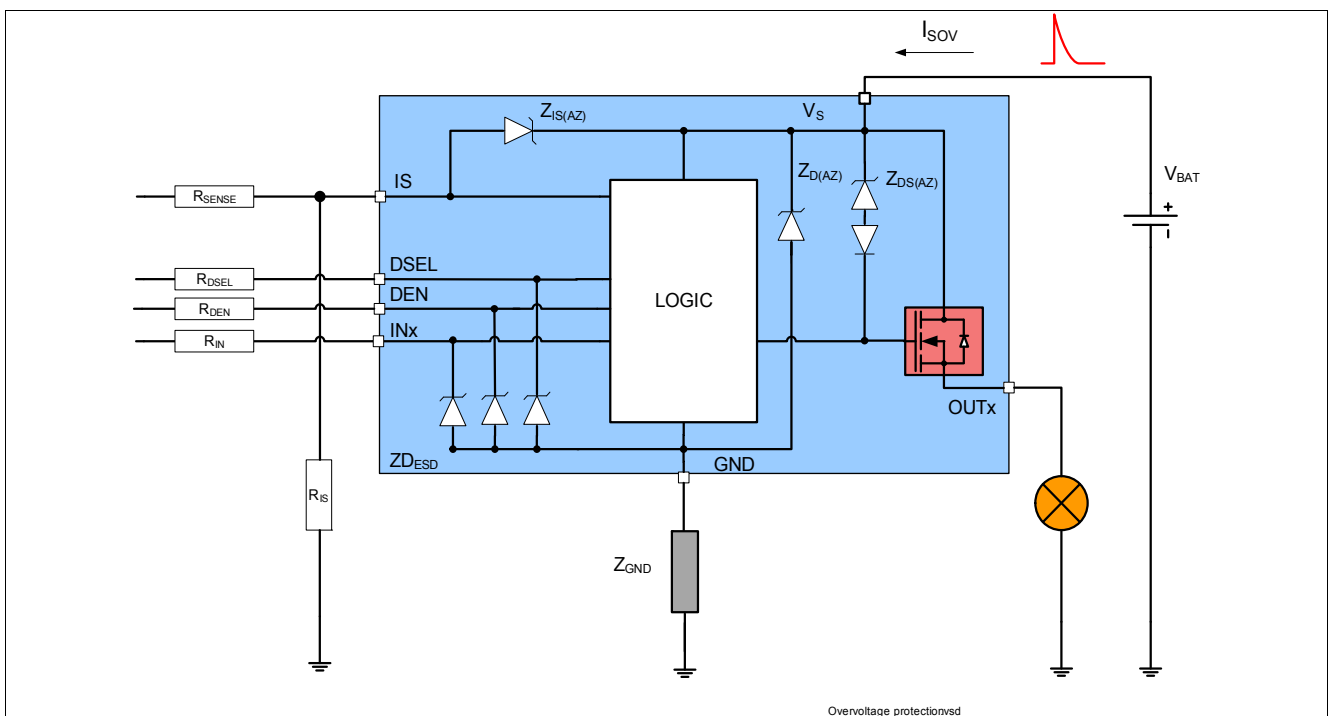 ISOV
ZIS(AZ)
VS
ZD(AZ)
ZDS(AZ)
VBAT
+
IS
RSENSE
DSEL
RDSEL
DEN
RDEN
LOGIC
INx
RIN
OUTx
ZDESD
GND
RIS
ZGND
Overvoltage protectionvsd